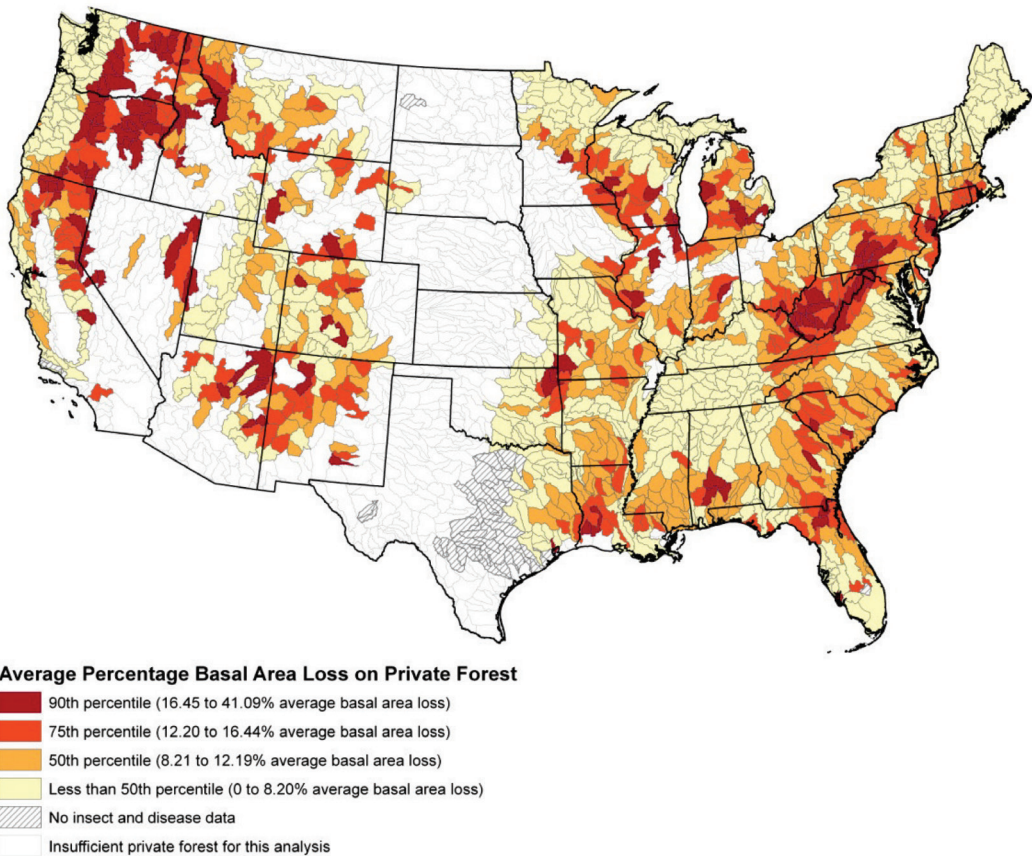 Average Percentage Basal Area Loss on Private Forest
90th percentile (16.45 to 41.09% average basal area loss)
75th percentile (12.20 to 16.44% average basal area loss)
50th percentile (8.21 to 12.19% average basal area loss)
Less than 50th percentile (0 to 8.20% average basal area loss)
No insect and disease data
Insufficient private forest for this analysis